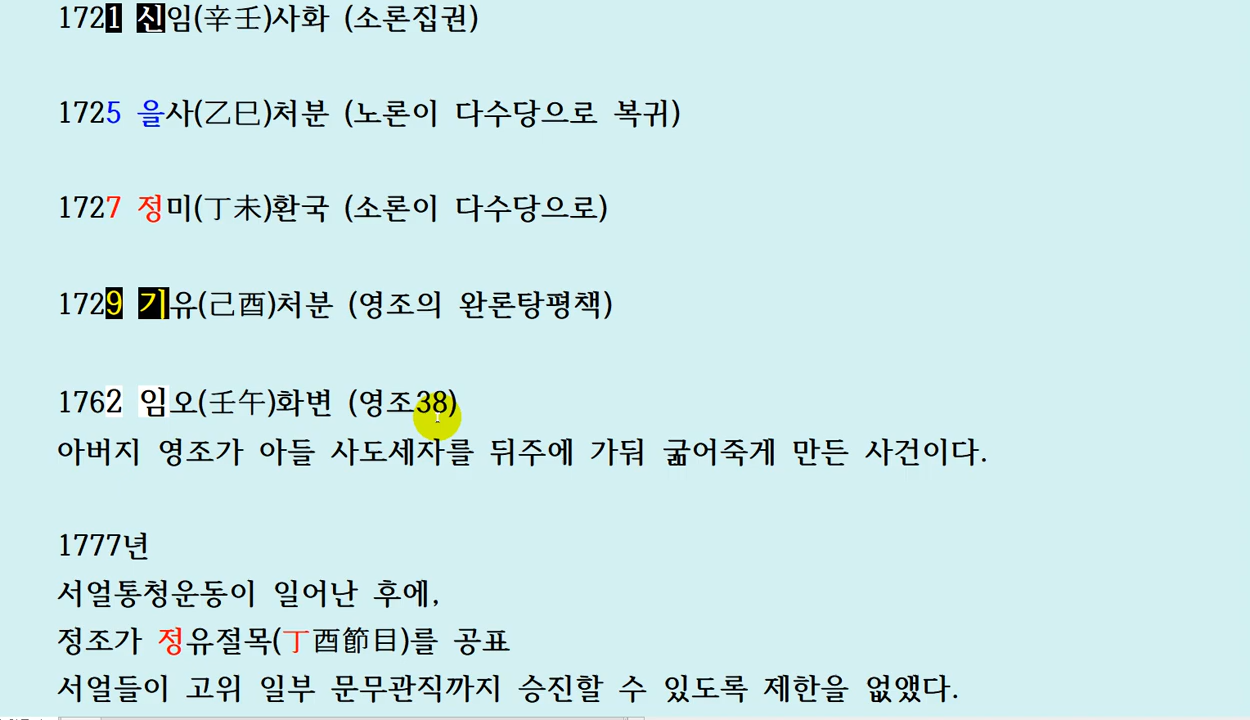 1721 신임(辛壬)사화 (소론집권)
1725 을사(乙巳)처분 (노론이 다수당으로 복귀)
1727 정미(丁未)환국 (소론이 다수당으로)
1729 기유(己酉)처분 (영조의 완론탕평책)
1762 임오(壬午)화변 (영조38)
아버지 영조가 아들 사도세자를 뒤주에 가둬 굶어죽게 만든 사건이다.
1777년
서얼통청운동이 일어난 후에,
정조가 정유절목(丁酉節目)를 공표
서얼들이 고위 일부 문무관직까지 승진할 수 있도록 제한을 없앴다.